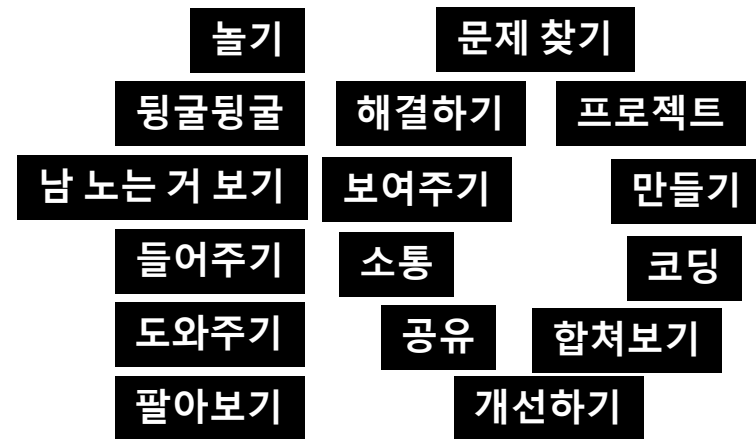 놀기 문제 찾기
뒹굴뒹굴 해결하기 프로젝트
남 노는 거 보기 보여주기 만들기
들어주기 소통 코딩
도와주기 공유 합쳐보기
팔아보기 개선하기